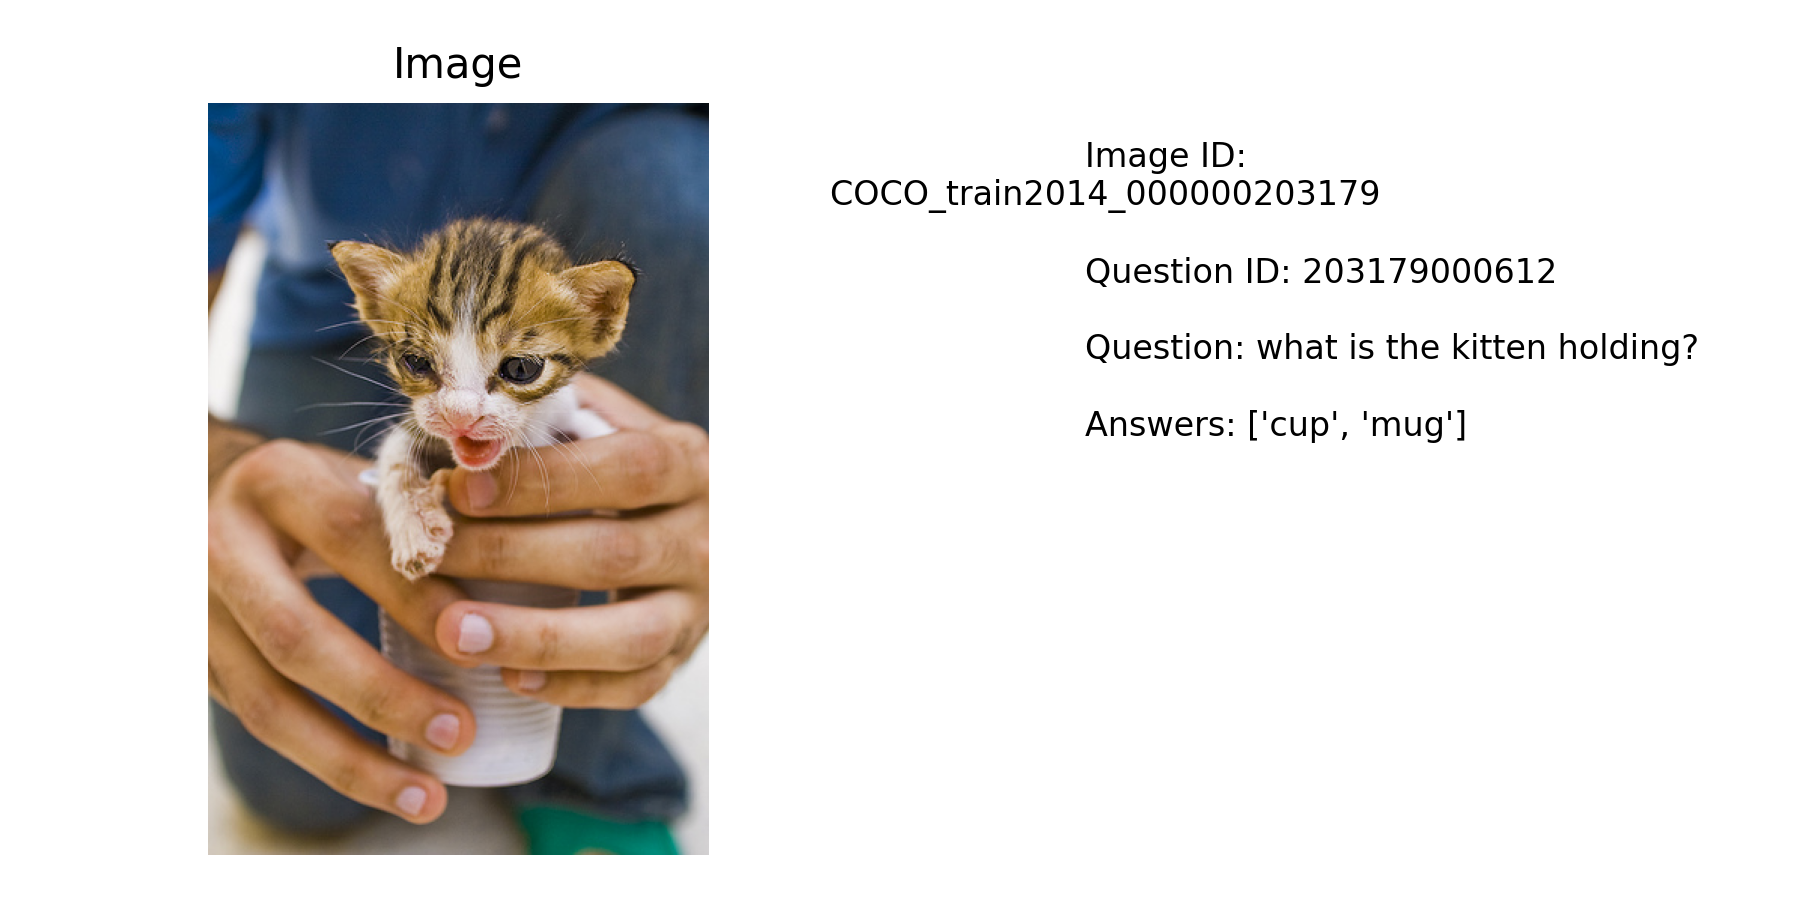 Image
Image ID:
COCO_train2014_000000203179
Question ID: 203179000612
Question: what is the kitten holding?
Answers: ['cup', 'mug']